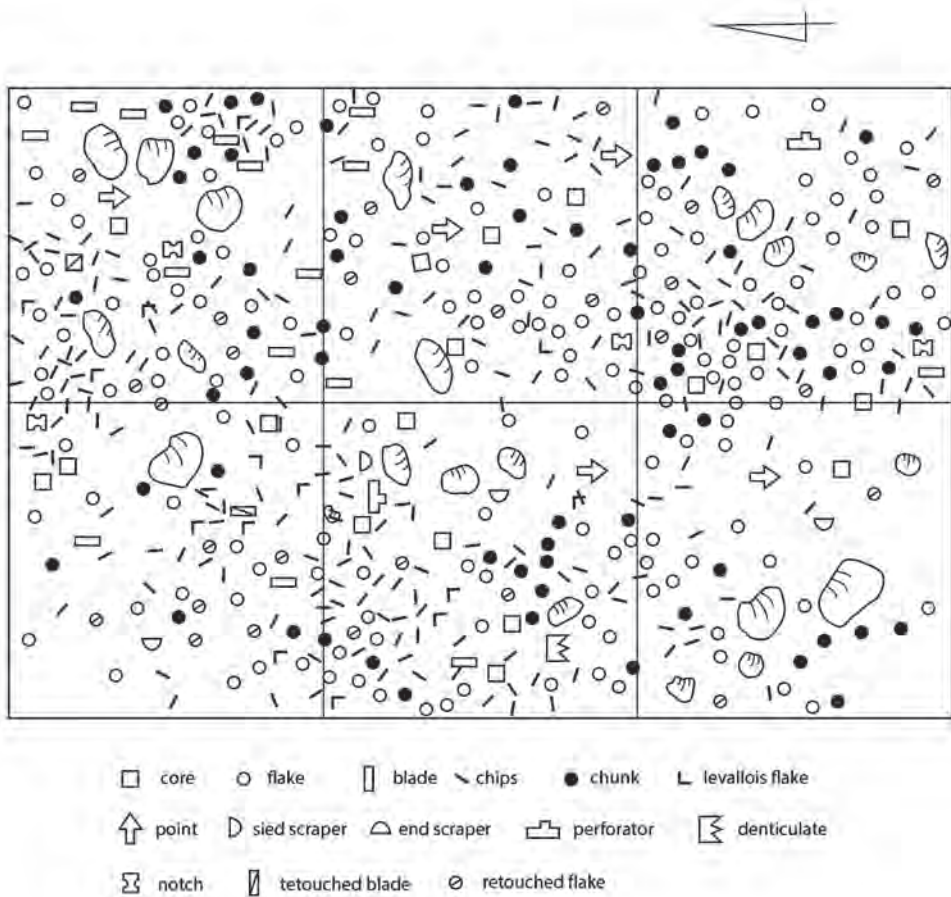 core flake blade chips chunk levallois flake
point sied scraper end scraper perforator denticulate
notch tetouched blade retouched flake